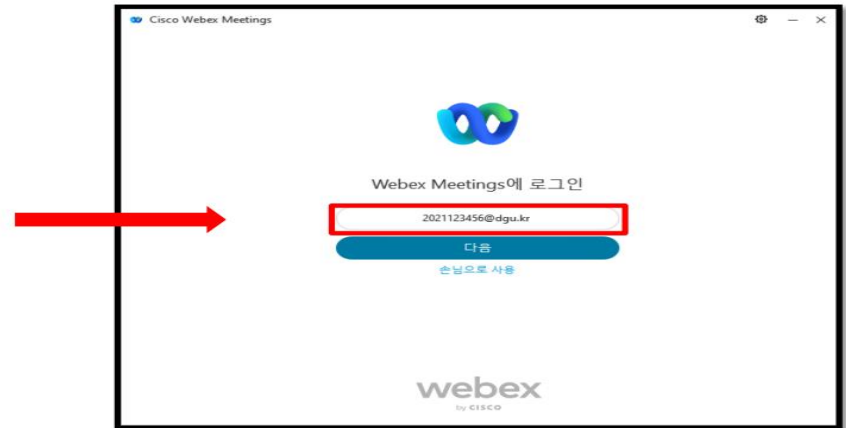 Cisco Webex Meetings
Webex Meetings에 로그인
2021123456@dgu.kr
다음
손님으로 사용
webex
by CISCO